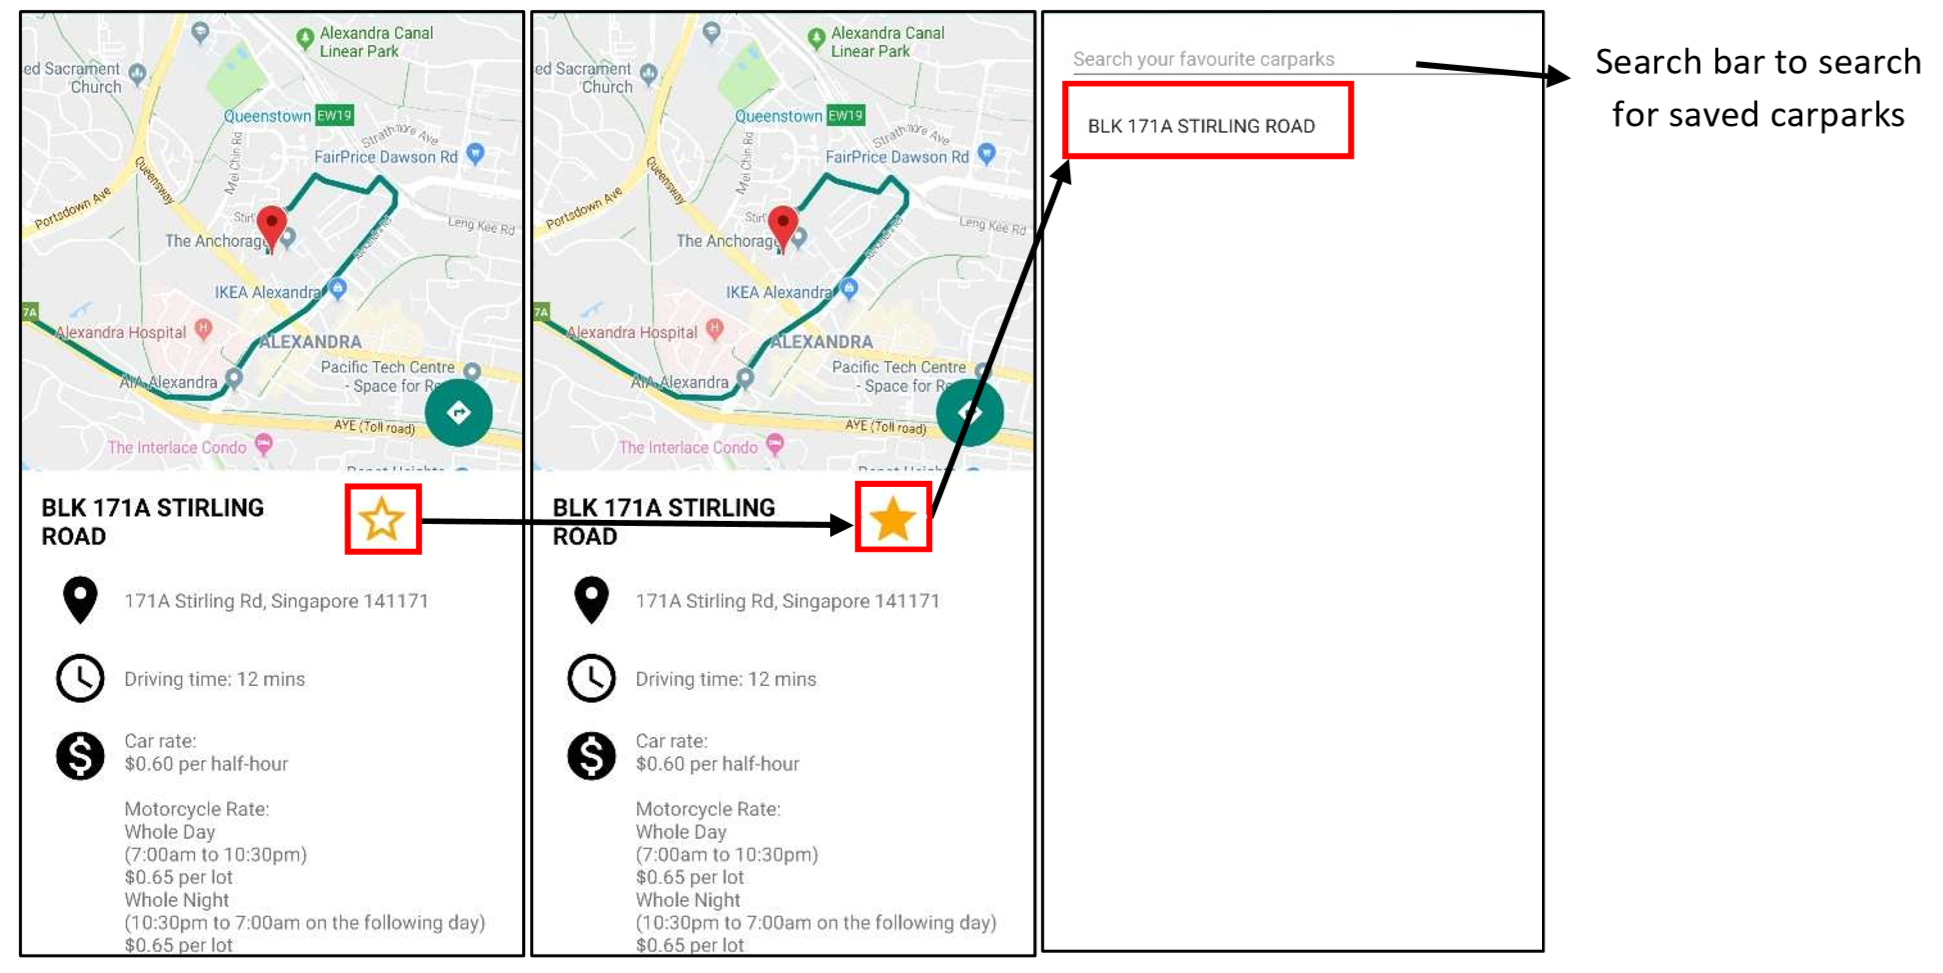 Alexandra Canal
Linear Park
ed Sacrament
Church
Queenstown EW19
Strathmore Ave
Mei Chin Rd
FairPrice Dawson Rd
Queensway
Portsdown Ave
Stirl
Leng Kee Rd
The Anchorag
IKEA Alexandra
7A
Alexandra Hospital H
ALEXANDRA
Pacific Tech Centre
- Space for Re
AIA Alexandra
AYE (Toll road)
The Interlace Condo
BLK 171A STIRLING
ROAD
171A Stirling Rd, Singapore 141171
Driving time: 12 mins
$
Car rate:
$0.60 per half-hour
Motorcycle Rate:
Whole Day
(7:00am to 10:30pm)
$0.65 per lot
Whole Night
(10:30pm to 7:00am on the following day)
$0.65 per lot
Alexandra Canal
Linear Park
ed Sacrament
Church
Queenstown EW19
Strathmore Ave
Mei Chin Rd
FairPrice Dawson Rd
Queensway
Portsdown Ave
Stirl
Leng Kee Rd
The Anchorag
IKEA Alexandra
7A
Alexandra Hospital H
ALEXANDRA
Pacific Tech Centre
- Space for Re
AIA Alexandra
AYE (Toll road)
The Interlace Condo
BLK 171A STIRLING
ROAD
171A Stirling Rd, Singapore 141171
Driving time: 12 mins
$
Car rate:
$0.60 per half-hour
Motorcycle Rate:
Whole Day
(7:00am to 10:30pm)
$0.65 per lot
Whole Night
(10:30pm to 7:00am on the following day)
$0.65 per lot
Search your favourite carparks
BLK 171A STIRLING ROAD
Search bar to search
for saved carparks